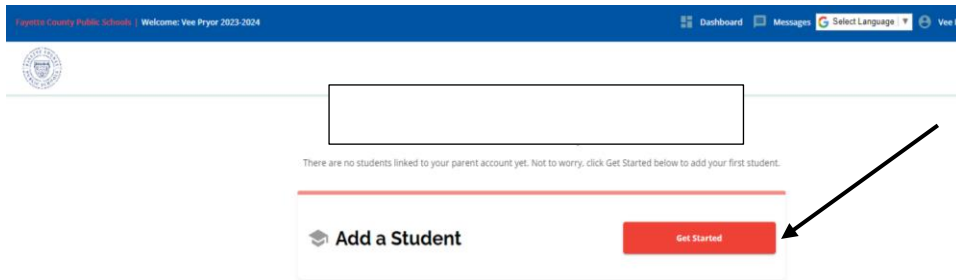 Fayette County Public Schools | Welcome: Vee Pryor 2023-2024
Dashboard Messages G Select Language ▼ Vee
There are no students linked to your parent account yet. Not to worry, click Get Started below to add your first student.
Add a Student
Get Started